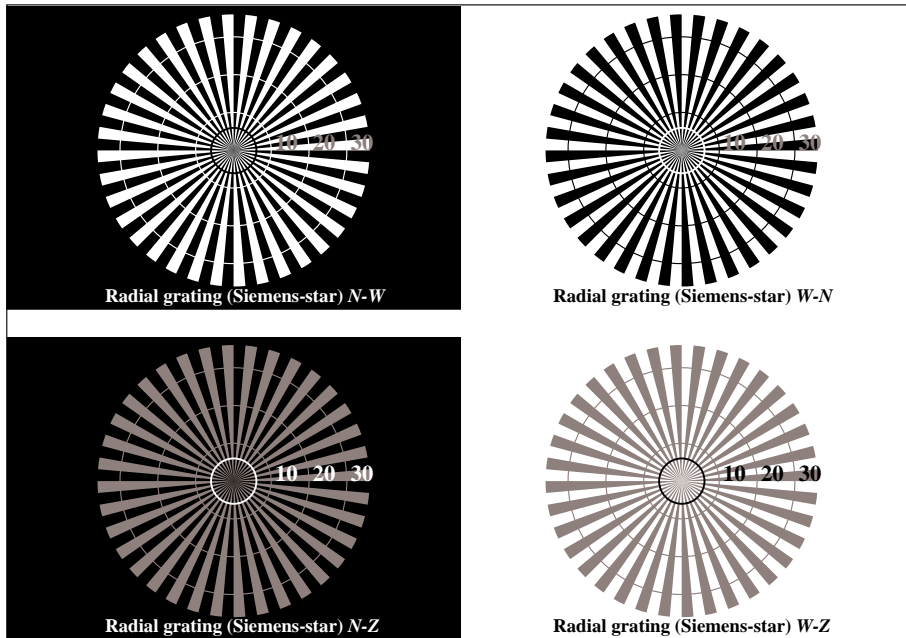 10 20 30
Radial grating (Siemens-star) N-W
10 20 30
Radial grating (Siemens-star) W-N
10 20 30
Radial grating (Siemens-star) N-Z
10 20 30
Radial grating (Siemens-star) W-Z